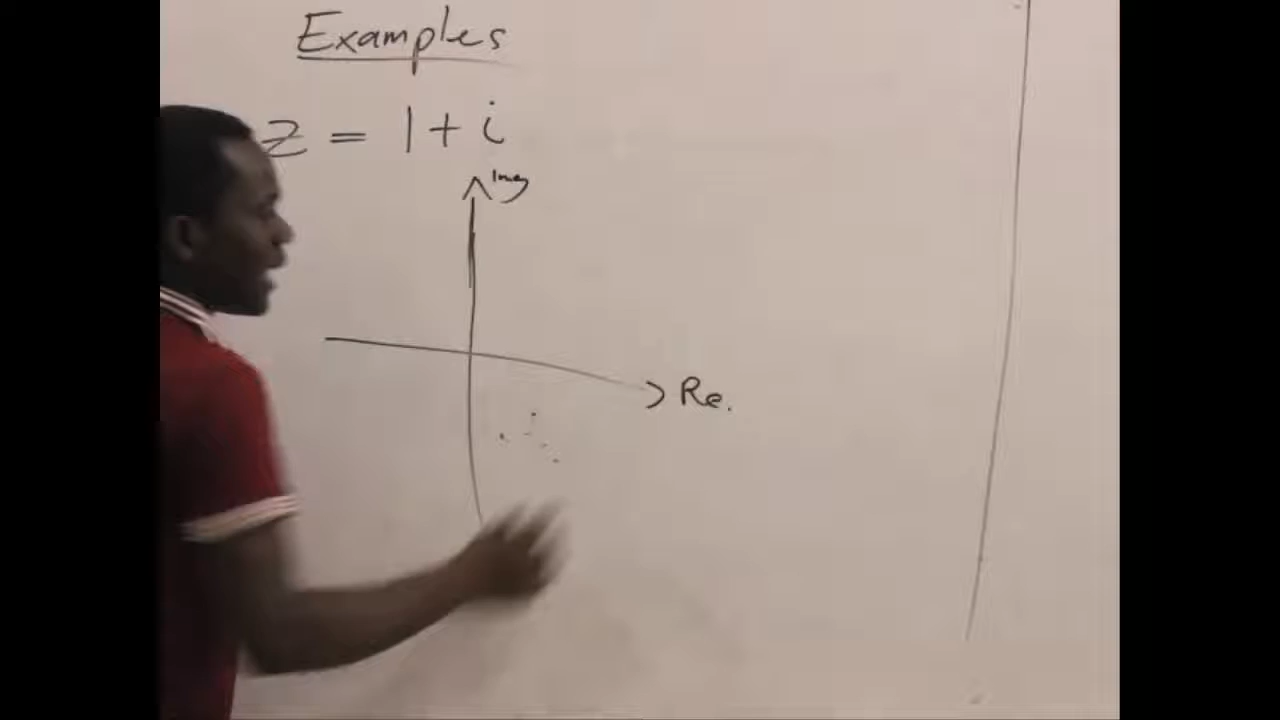 Examples
z = 1 + i
Img
Re.